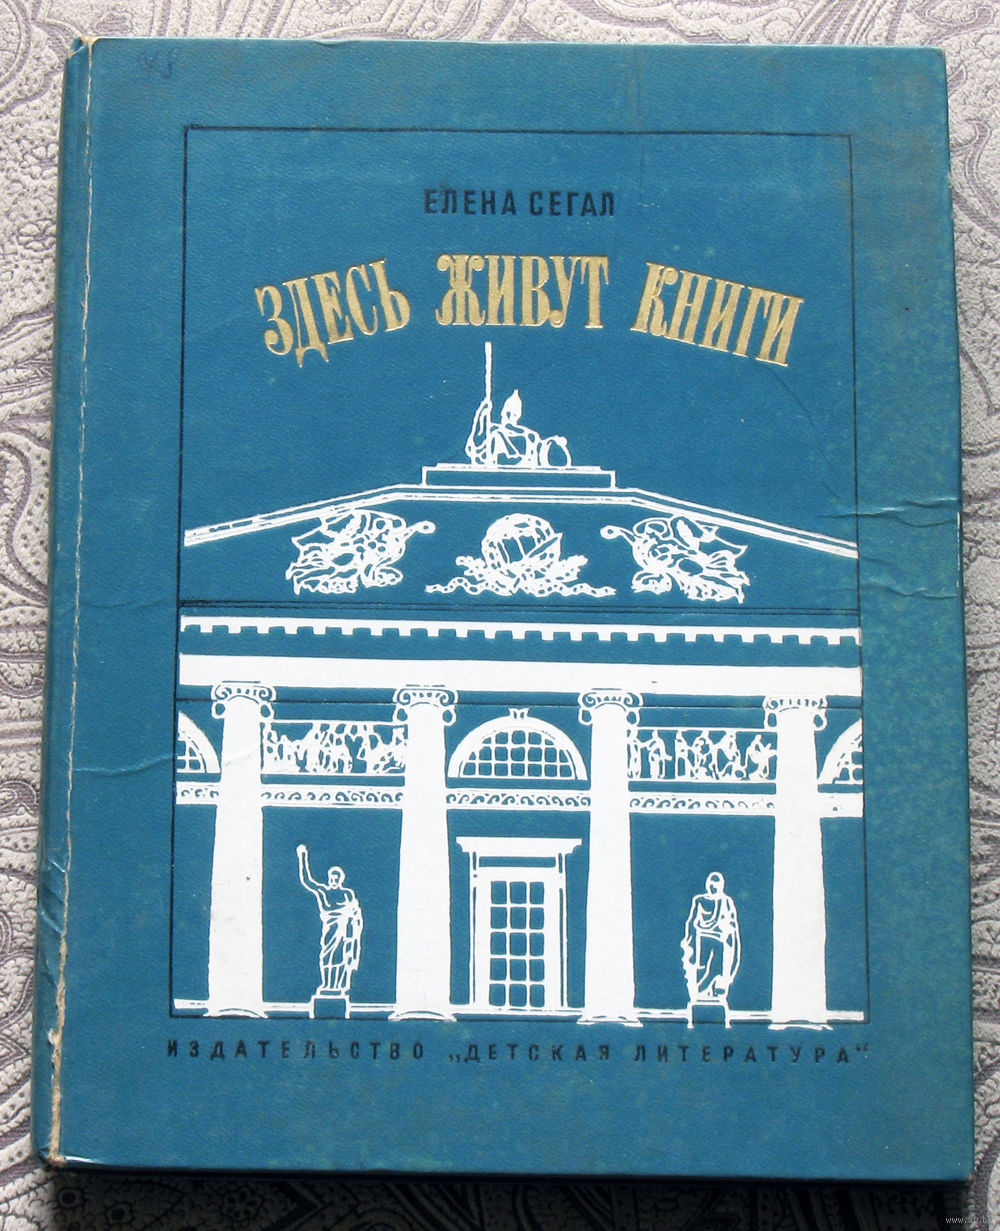 ЕЛЕНА СЕГАЛ
ЗДЕСЬ ЖИВУТ КНИГИ
ИЗДАТЕЛЬСТВО „ДЕТСКАЯ ЛИТЕРАТУРА“